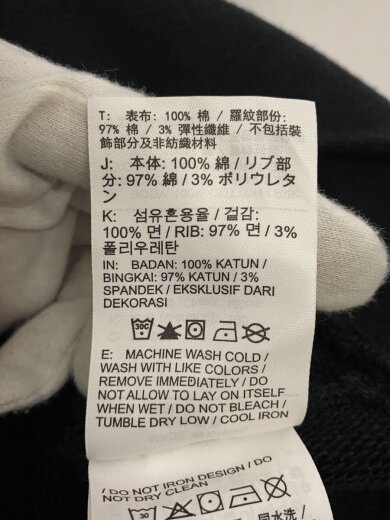 T: 表布: 100% 棉 / 羅紋部份:
97% 棉 / 3% 彈性纖維 / 不包括裝
飾部分及非紡織材料
J: 本体: 100% 綿 / リブ部
分: 97% 綿 / 3% ポリウレタ
ン
K: 섬유혼용율 / 겉감:
100% 면 / RIB: 97% 면 / 3%
폴리우레탄
IN: BADAN: 100% KATUN /
BINGKAI: 97% KATUN / 3%
SPANDEK / EKSKLUSIF DARI
DEKORASI
30C
E: MACHINE WASH COLD /
WASH WITH LIKE COLORS /
REMOVE IMMEDIATELY / DO
NOT ALLOW TO LAY ON ITSELF
WHEN WET / DO NOT BLEACH /
TUMBLE DRY LOW / COOL IRON
/ DO NOT IRON DESIGN / DO
NOT DRY CLEAN
30
水洗